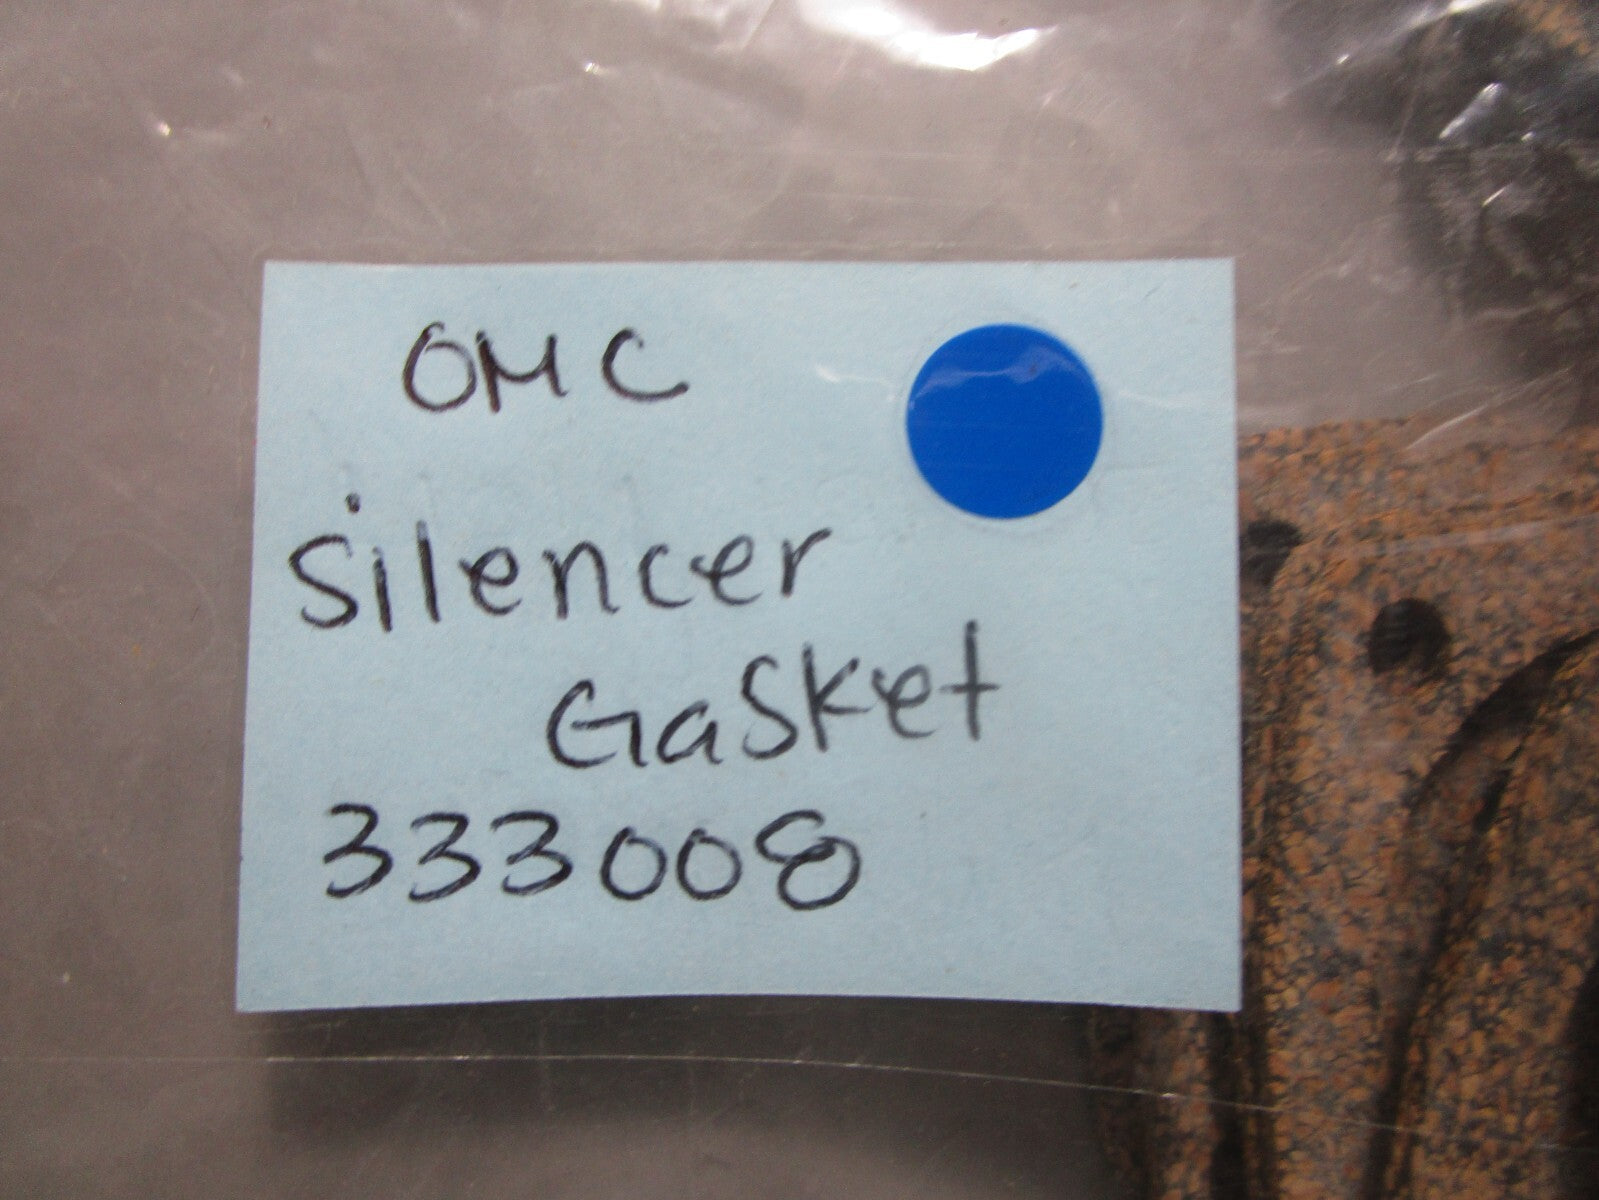 OMC
Silencer
Gasket
333008